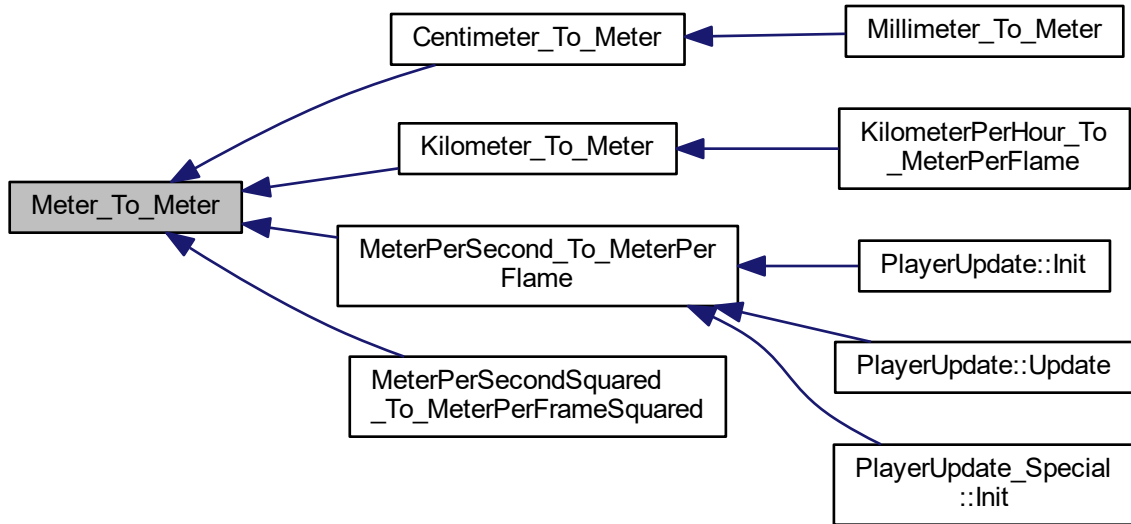 Centimeter_To_Meter
Millimeter_To_Meter
Kilometer_To_Meter
KilometerPerHour_To
_MeterPerFlame
Meter_To_Meter
MeterPerSecond_To_MeterPer
Flame
PlayerUpdate::Init
PlayerUpdate::Update
MeterPerSecondSquared
_To_MeterPerFrameSquared
PlayerUpdate_Special
::Init